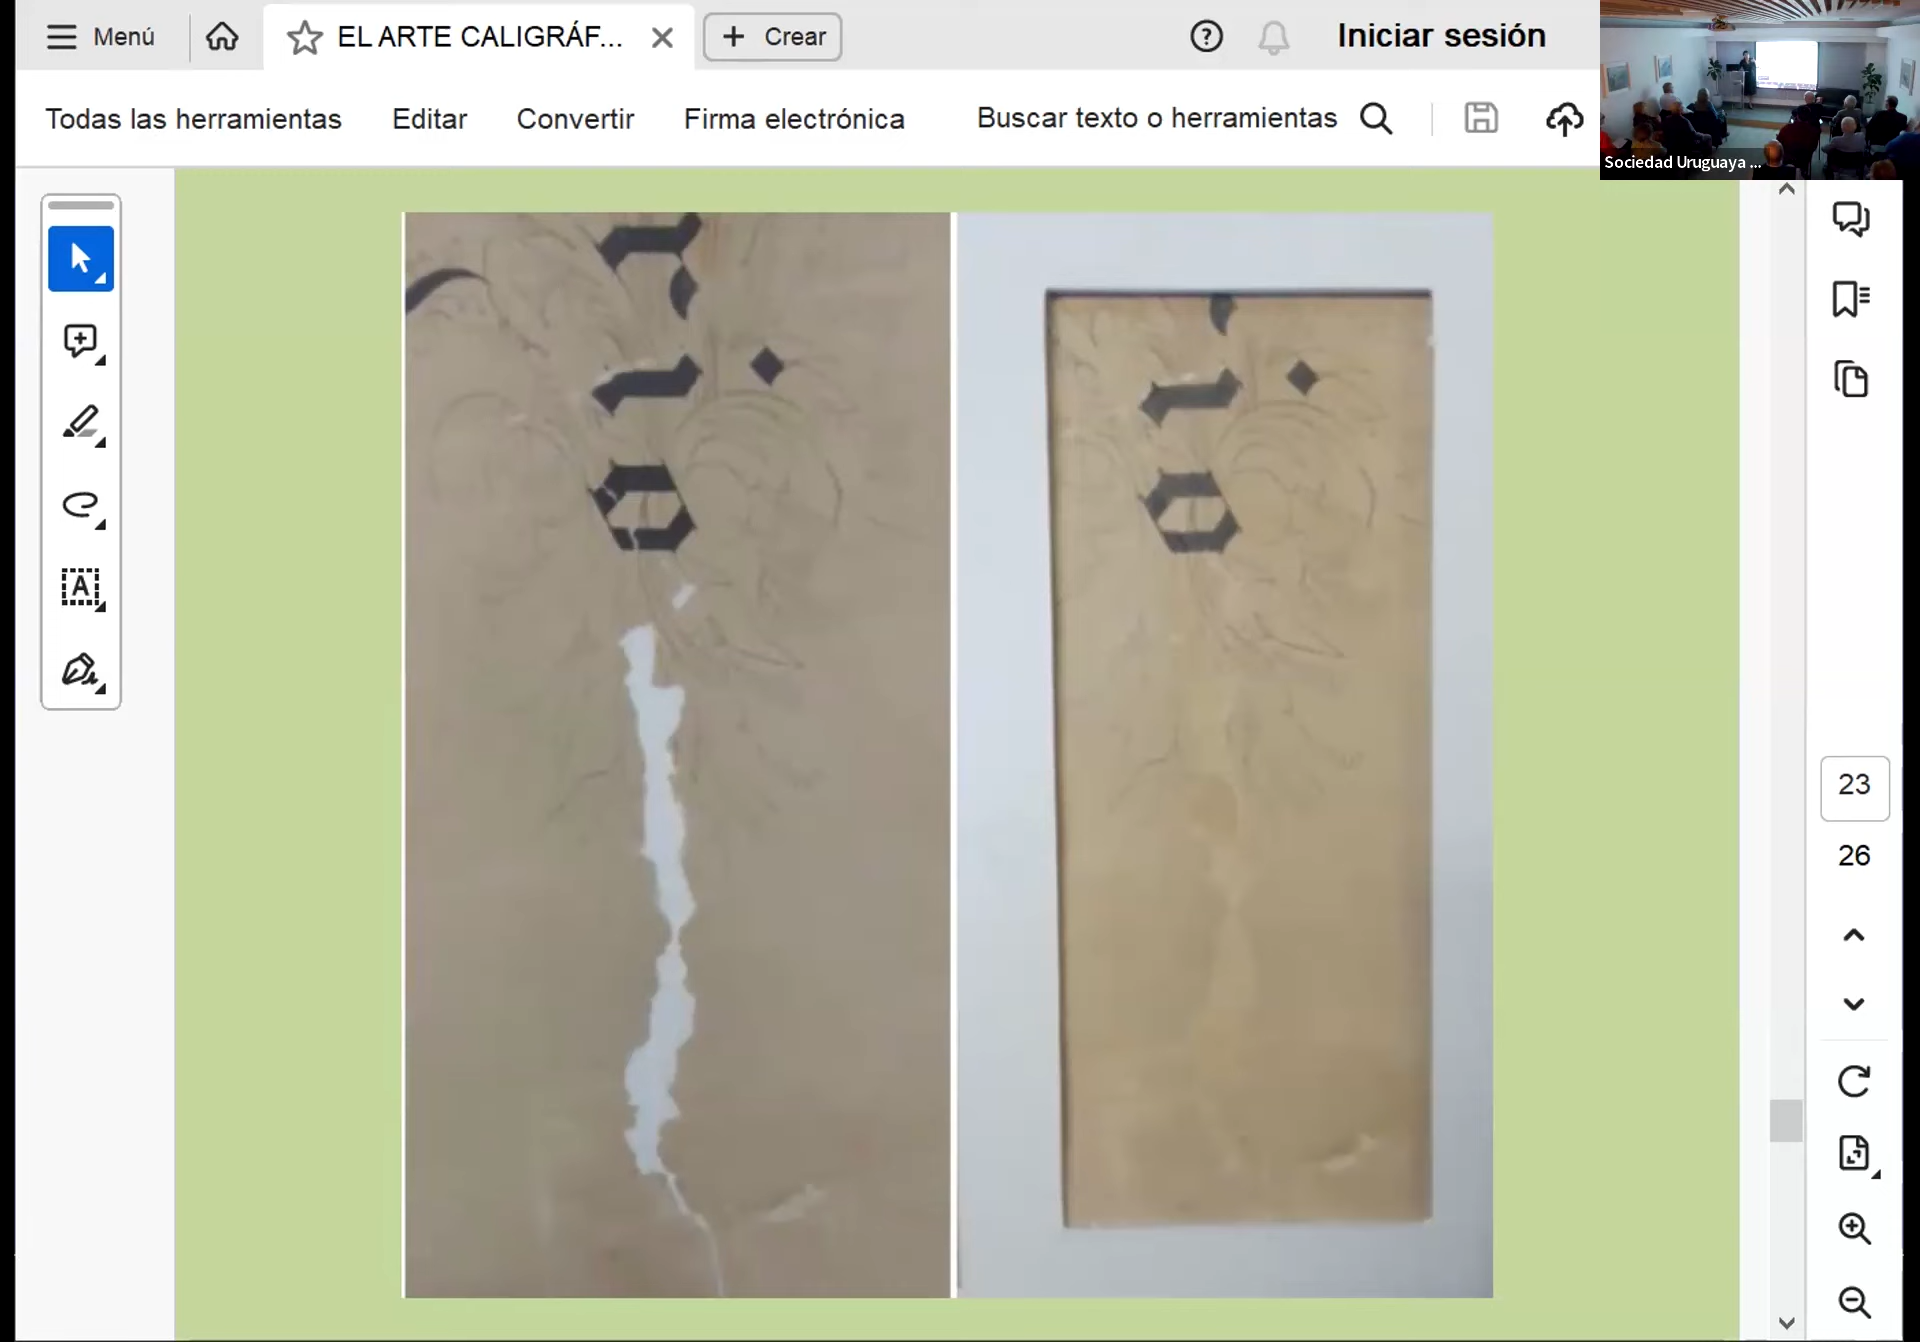 Menú
EL ARTE CALIGRÁF...
Crear
Iniciar sesión
Todas las herramientas
Editar
Convertir
Firma electrónica
Buscar texto o herramientas
Sociedad Uruguaya ...
A
23
26